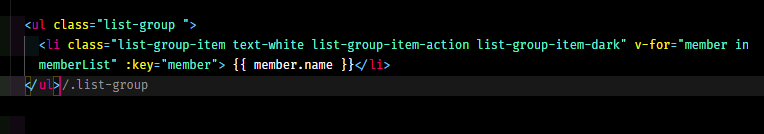 <ul class="list-group ">
<li class="list-group-item text-white list-group-item-action list-group-item-dark" v-for="member in
memberList" :key="member"> {{ member.name }}</li>
</ul>/.list-group